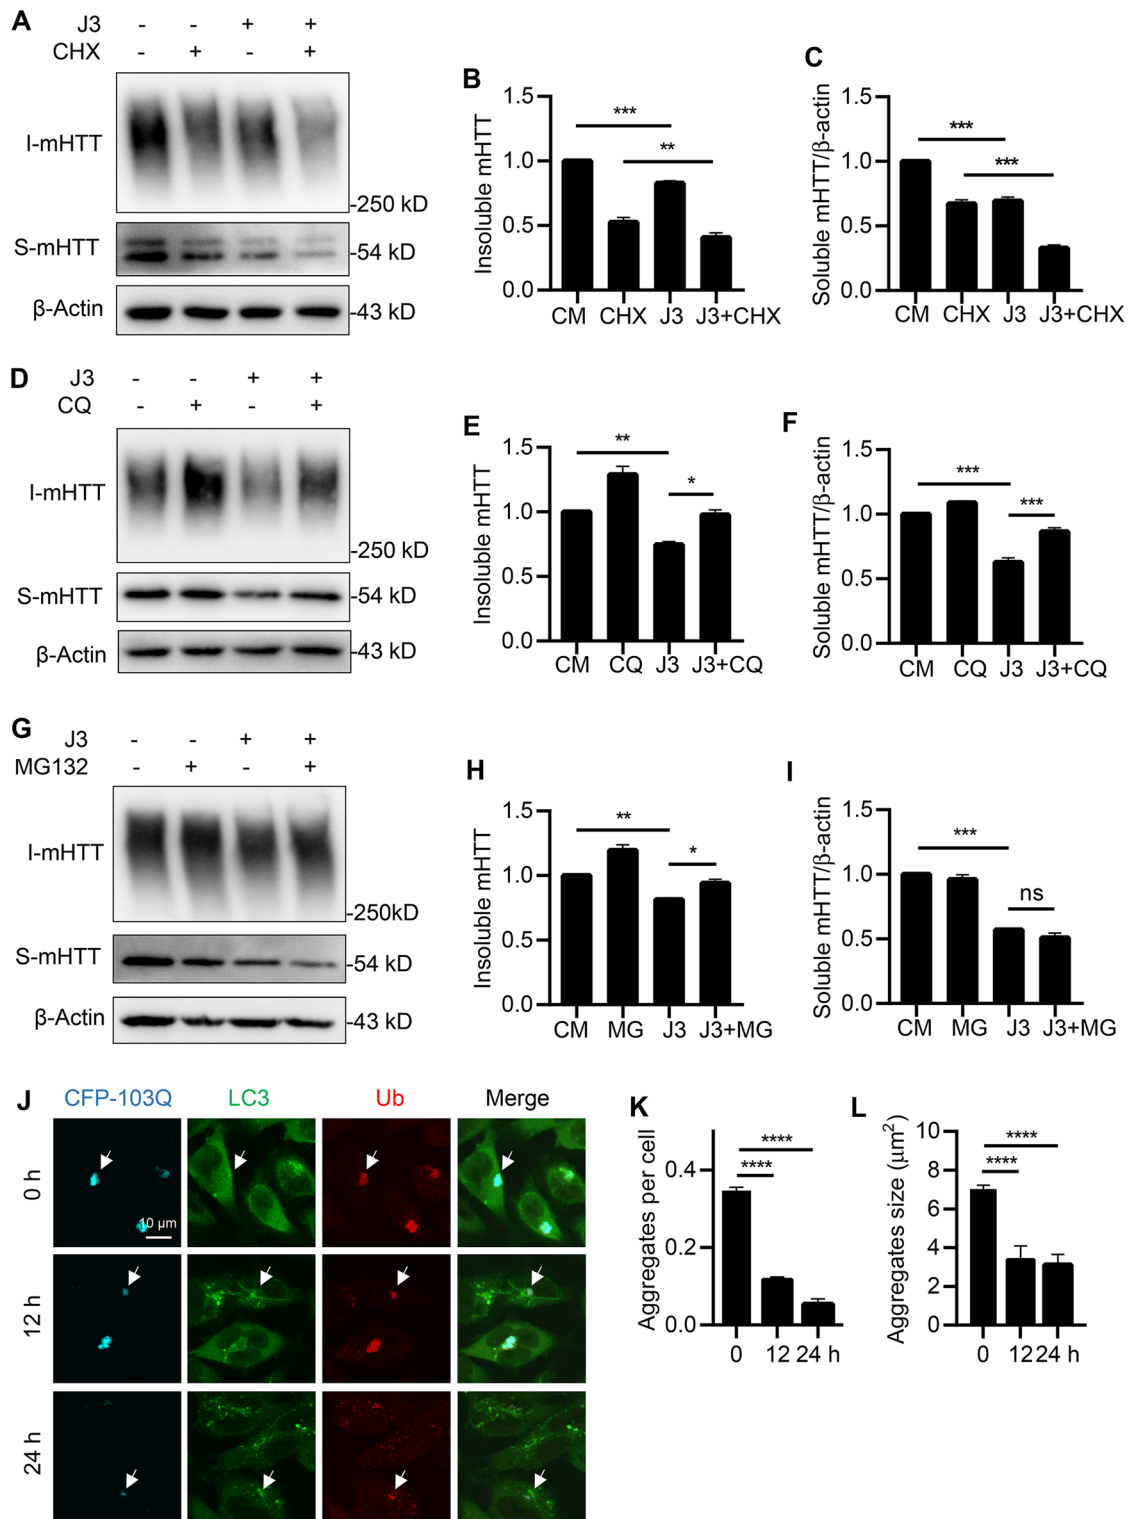 A
J3 - - + +
CHX - + - +
I-mHTT
-250 kD
S-mHTT
-54 kD
β-Actin
-43 kD
B
Insoluble mHTT
1.5
1.0
0.5
0.0
***
**
CM CHX J3 J3+CHX
C
Soluble mHTT/β-actin
1.5
1.0
0.5
0.0
***
***
CM CHX J3 J3+CHX
D
J3 - - + +
CQ - + - +
I-mHTT
-250 kD
S-mHTT
-54 kD
β-Actin
-43 kD
E
Insoluble mHTT
1.5
1.0
0.5
0.0
**
*
CM CQ J3 J3+CQ
F
Soluble mHTT/β-actin
1.5
1.0
0.5
0.0
***
***
CM CQ J3 J3+CQ
G
J3 - - + +
MG132 - + - +
I-mHTT
-250kD
S-mHTT
-54 kD
β-Actin
-43 kD
H
Insoluble mHTT
1.5
1.0
0.5
0.0
**
*
CM MG J3 J3+MG
I
Soluble mHTT/β-actin
1.5
1.0
0.5
0.0
***
ns
CM MG J3 J3+MG
J
CFP-103Q LC3 Ub Merge
0 h
10 μm
12 h
24 h
K
Aggregates per cell
0.4
0.2
0.0
****
****
0 12 24 h
L
Aggregates size (μm²)
10
8
6
4
2
0
****
****
0 12 24 h